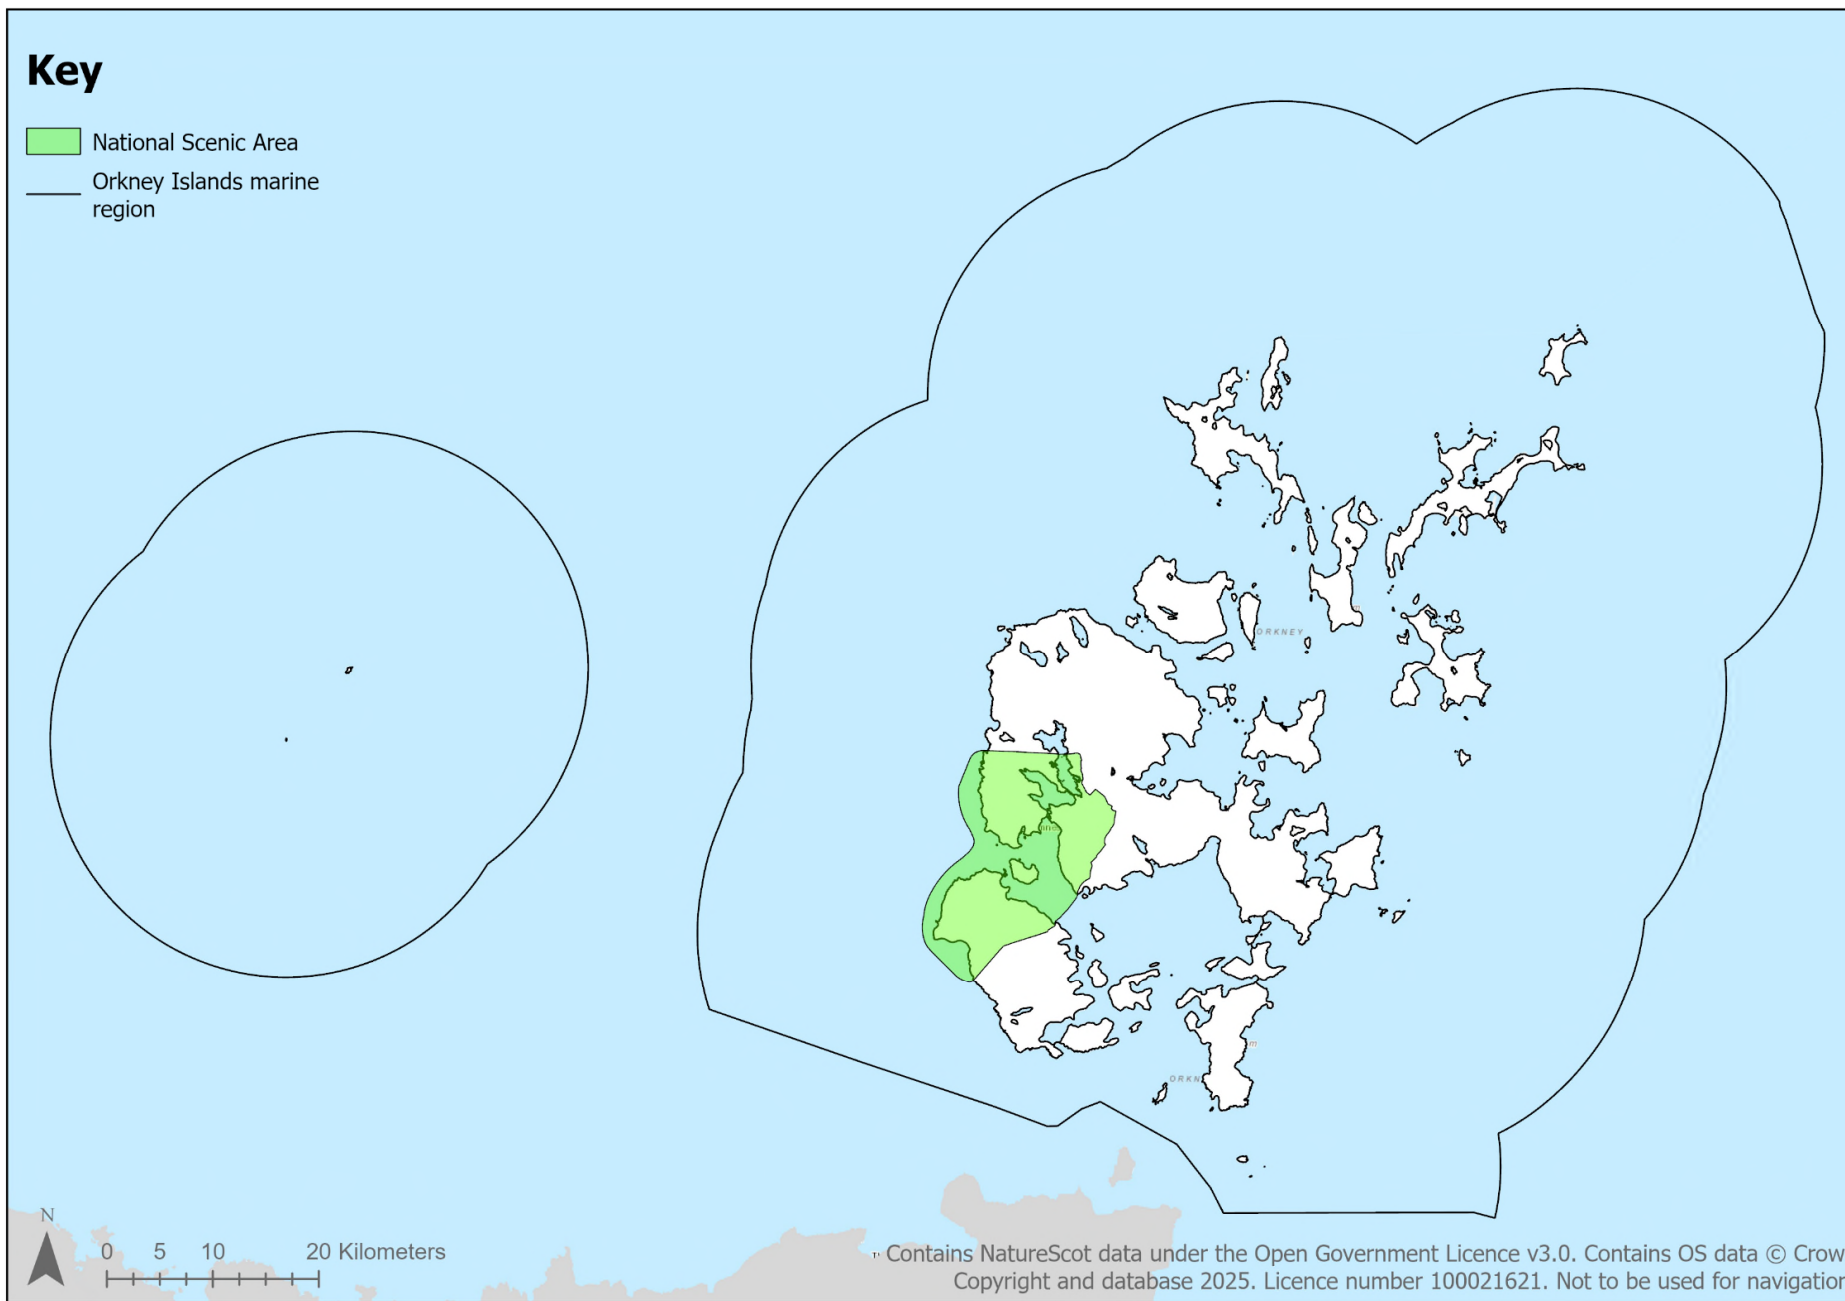 Key
National Scenic Area
Orkney Islands marine
region
ORKNEY
N
0 5 10 20 Kilometers
Contains NatureScot data under the Open Government Licence v3.0. Contains OS data © Crow
Copyright and database 2025. Licence number 100021621. Not to be used for navigation